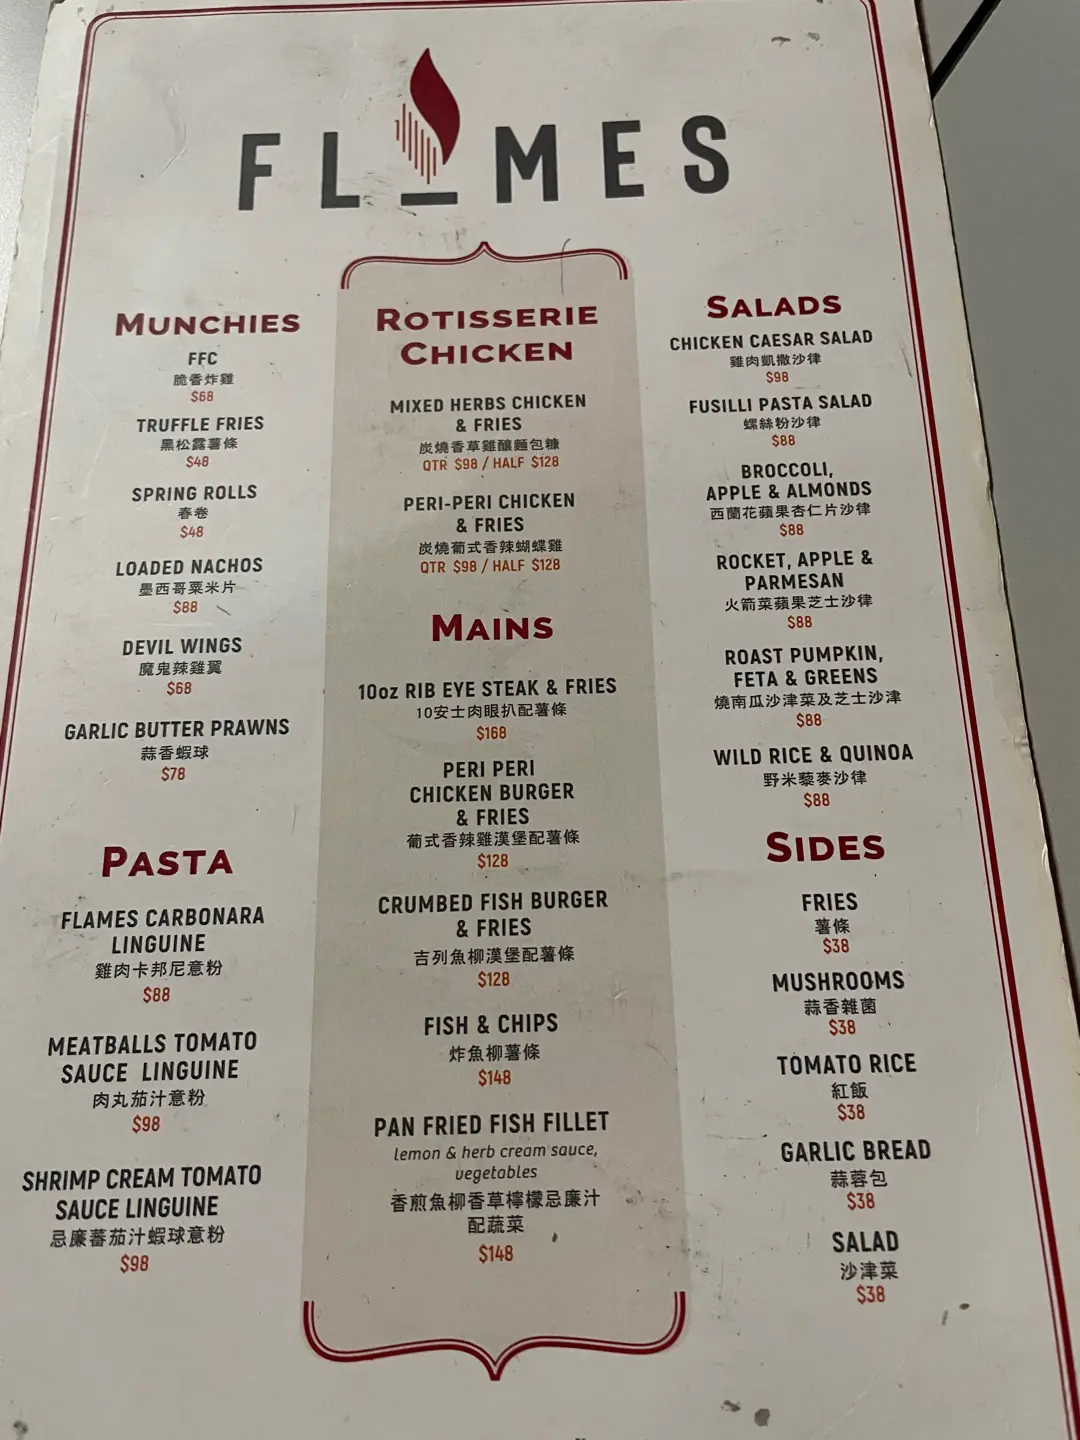 FLAMES
MUNCHIES
FFC
脆香炸雞
$68
TRUFFLE FRIES
黑松露薯條
$48
SPRING ROLLS
春卷
$48
LOADED NACHOS
墨西哥粟米片
$88
DEVIL WINGS
魔鬼辣雞翼
$68
GARLIC BUTTER PRAWNS
蒜香蝦球
$78
PASTA
FLAMES CARBONARA
LINGUINE
雞肉卡邦尼意粉
$88
MEATBALLS TOMATO
SAUCE LINGUINE
肉丸茄汁意粉
$98
SHRIMP CREAM TOMATO
SAUCE LINGUINE
忌廉蕃茄汁蝦球意粉
$98
ROTISSERIE
CHICKEN
MIXED HERBS CHICKEN
& FRIES
炭燒香草雞釀麵包糠
QTR $98 / HALF $128
PERI-PERI CHICKEN
& FRIES
炭燒葡式香辣蝴蝶雞
QTR $98 / HALF $128
MAINS
10oz RIB EYE STEAK & FRIES
10安士肉眼扒配薯條
$168
PERI PERI
CHICKEN BURGER
& FRIES
葡式香辣雞漢堡配薯條
$128
CRUMBED FISH BURGER
& FRIES
吉列魚柳漢堡配薯條
$128
FISH & CHIPS
炸魚柳薯條
$148
PAN FRIED FISH FILLET
lemon & herb cream sauce,
vegetables
香煎魚柳香草檸檬忌廉汁
配蔬菜
$148
SALADS
CHICKEN CAESAR SALAD
雞肉凱撒沙律
$98
FUSILLI PASTA SALAD
螺絲粉沙律
$88
BROCCOLI,
APPLE & ALMONDS
西蘭花蘋果杏仁片沙律
$88
ROCKET, APPLE &
PARMESAN
火箭菜蘋果芝士沙律
$88
ROAST PUMPKIN,
FETA & GREENS
燒南瓜沙津菜及芝士沙津
$88
WILD RICE & QUINOA
野米藜麥沙律
$88
SIDES
FRIES
薯條
$38
MUSHROOMS
蒜香雜菌
$38
TOMATO RICE
紅飯
$38
GARLIC BREAD
蒜蓉包
$38
SALAD
沙津菜
$38